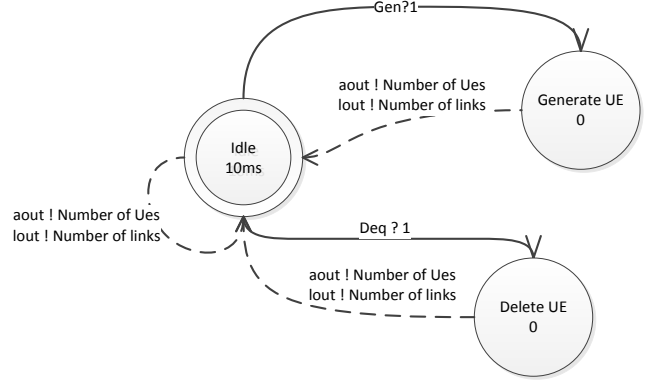 Gen?1
aout ! Number of Ues
lout ! Number of links
Generate UE
0
Idle
10ms
aout ! Number of Ues
lout ! Number of links
Deq ? 1
aout ! Number of Ues
lout ! Number of links
Delete UE
0